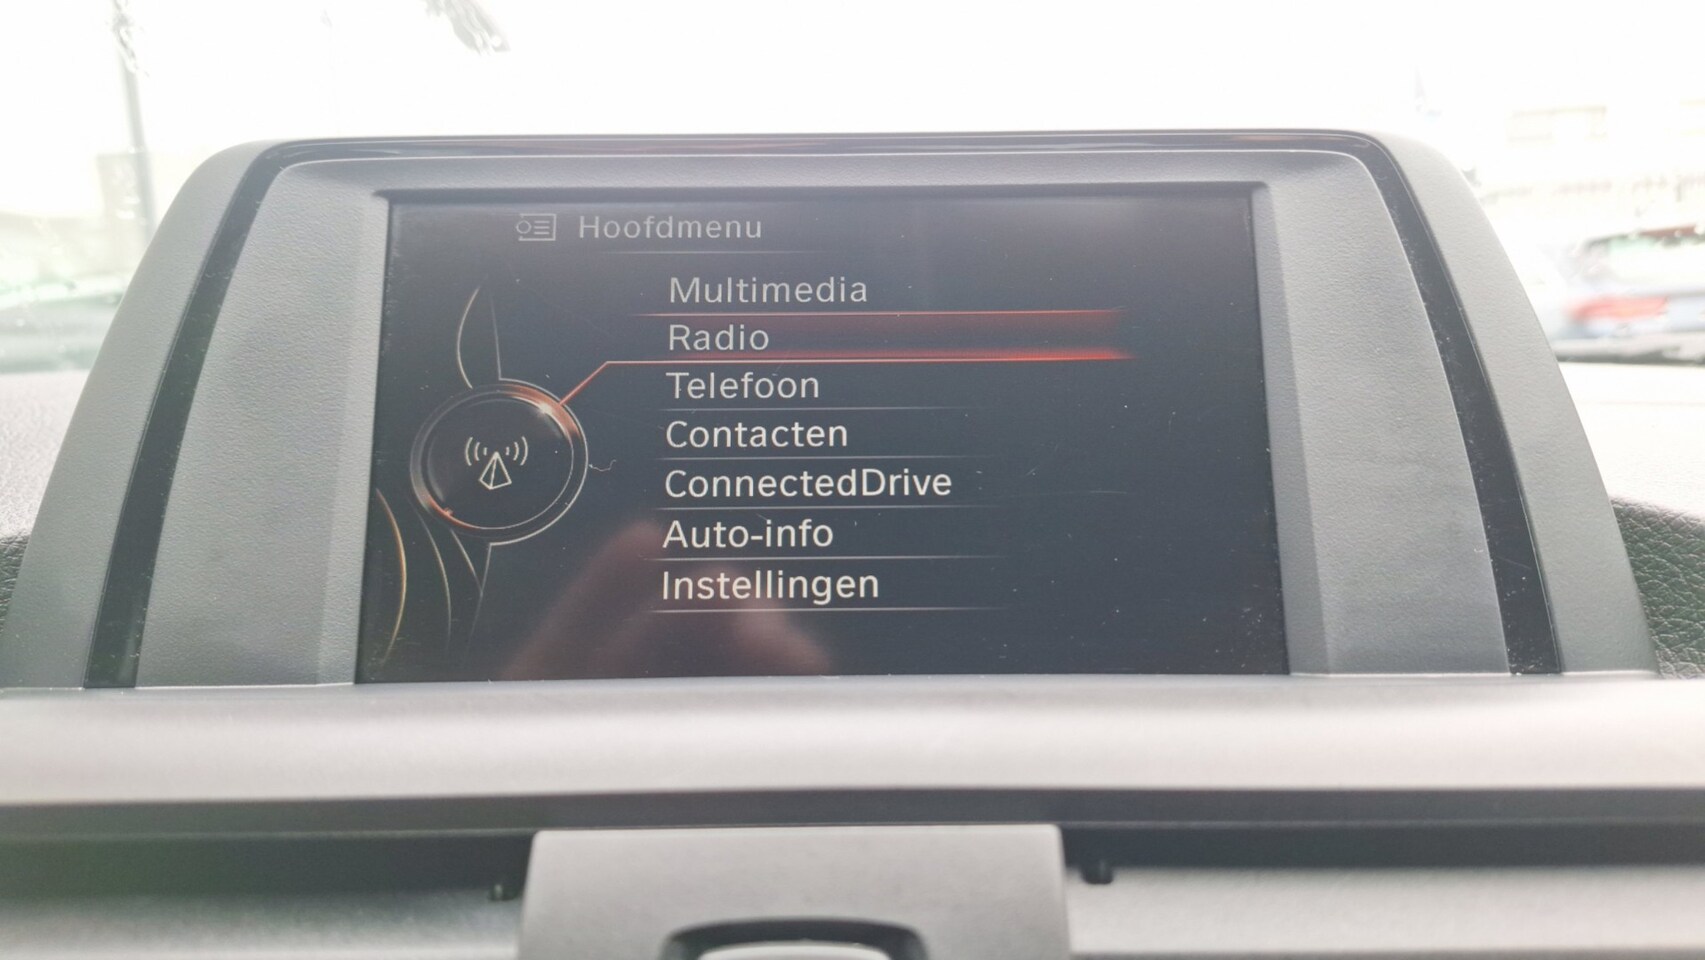 Hoofdmenu
Multimedia
Radio
Telefoon
Contacten
ConnectedDrive
Auto-info
Instellingen